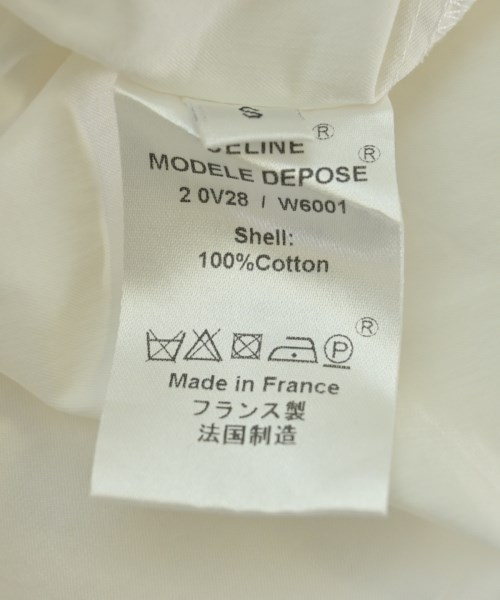 S
CELINE ®
MODELE DEPOSE ®
2 0V28 / W6001
Shell:
100%Cotton
P ®
Made in France
フランス製
法国制造